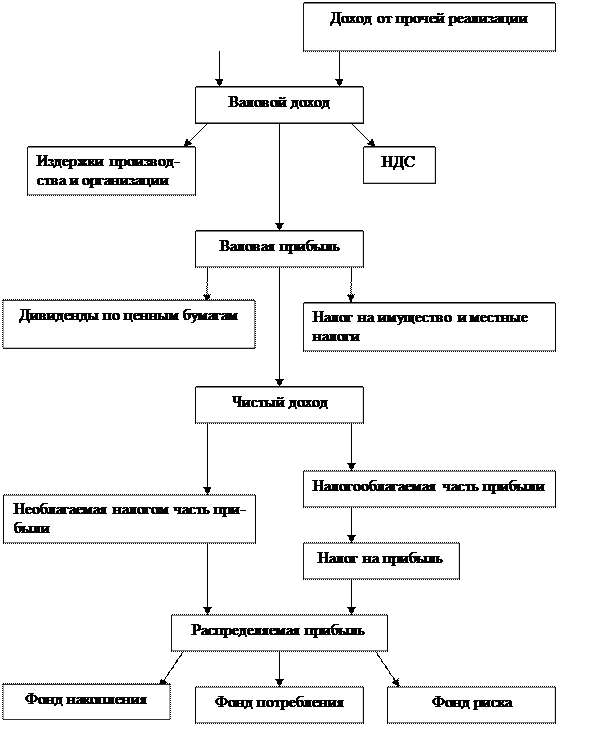 Доход от прочей реализации
Валовой доход
Издержки производ-
ства и организации
НДС
Валовая прибыль
Дивиденды по ценным бумагам
Налог на имущество и местные
налоги
Чистый доход
Налогооблагаемая часть прибыли
Необлагаемая налогом часть при-
были
Налог на прибыль
Распределяемая прибыль
Фонд накопления
Фонд потребления
Фонд риска